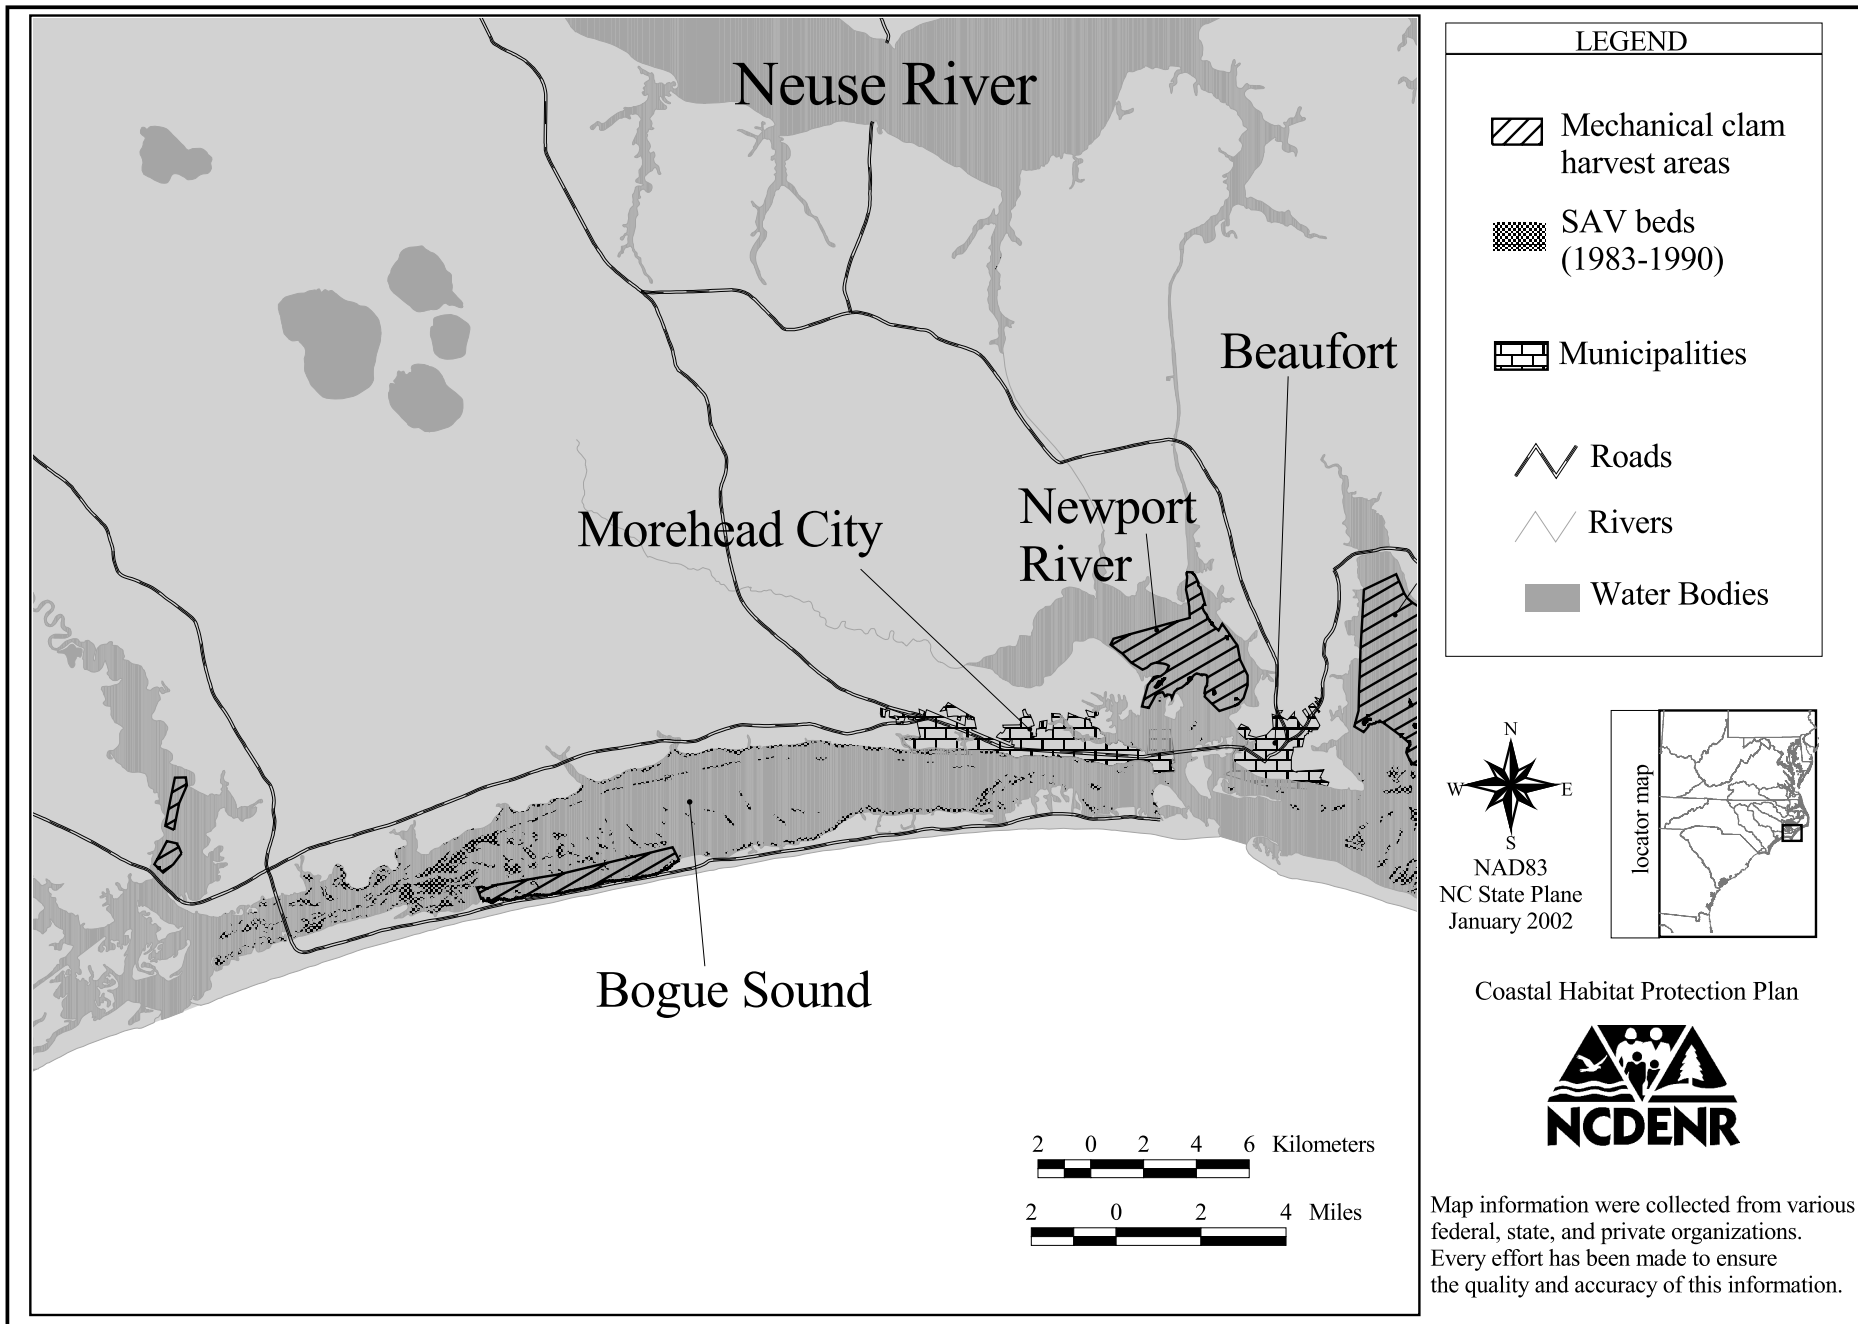 Neuse River
Beaufort
Newport
River
Morehead City
Bogue Sound
2 0 2 4 6 Kilometers
2 0 2 4 Miles
LEGEND
Mechanical clam
harvest areas
SAV beds
(1983-1990)
Municipalities
Roads
Rivers
Water Bodies
N
W E
S
NAD83
NC State Plane
January 2002
locator map
Coastal Habitat Protection Plan
NCDENR
Map information were collected from various
federal, state, and private organizations.
Every effort has been made to ensure
the quality and accuracy of this information.